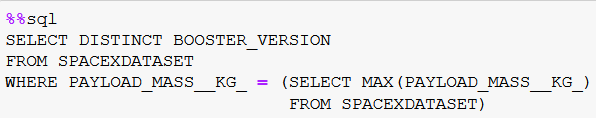 %%sql
SELECT DISTINCT BOOSTER_VERSION
FROM SPACEXDATASET
WHERE PAYLOAD_MASS__KG_ = (SELECT MAX(PAYLOAD_MASS__KG_)
FROM SPACEXDATASET)